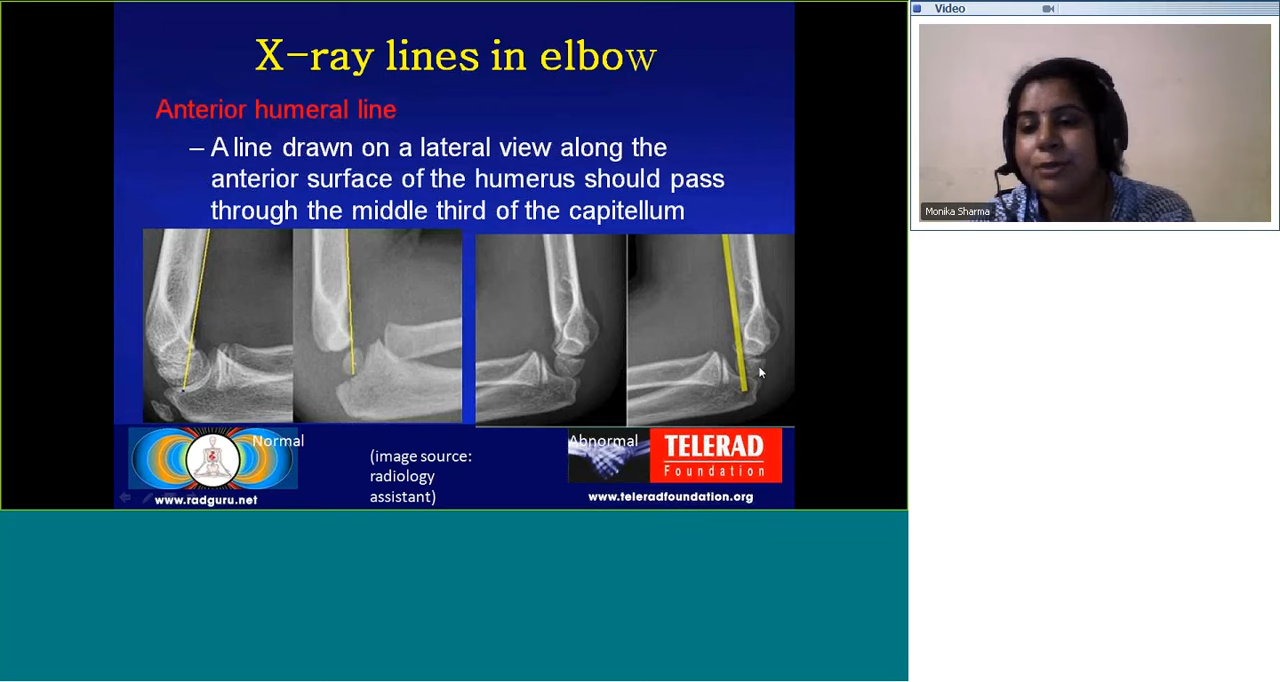 Video
X-ray lines in elbow
Anterior humeral line
– A line drawn on a lateral view along the
anterior surface of the humerus should pass
through the middle third of the capitellum
Monika Sharma
Normal
(image source:
radiology
assistant)
Abnormal
TELERAD
Foundation
www.radguru.net
www.teleradfoundation.org